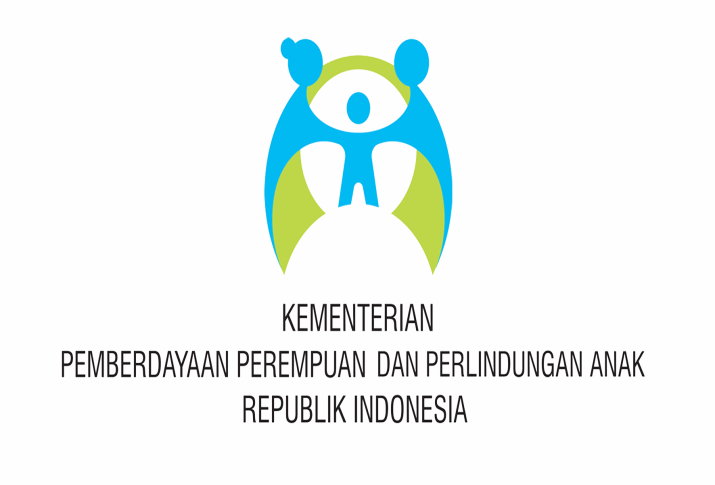 KEMENTERIAN
PEMBERDAYAAN PEREMPUAN DAN PERLINDUNGAN ANAK
REPUBLIK INDONESIA